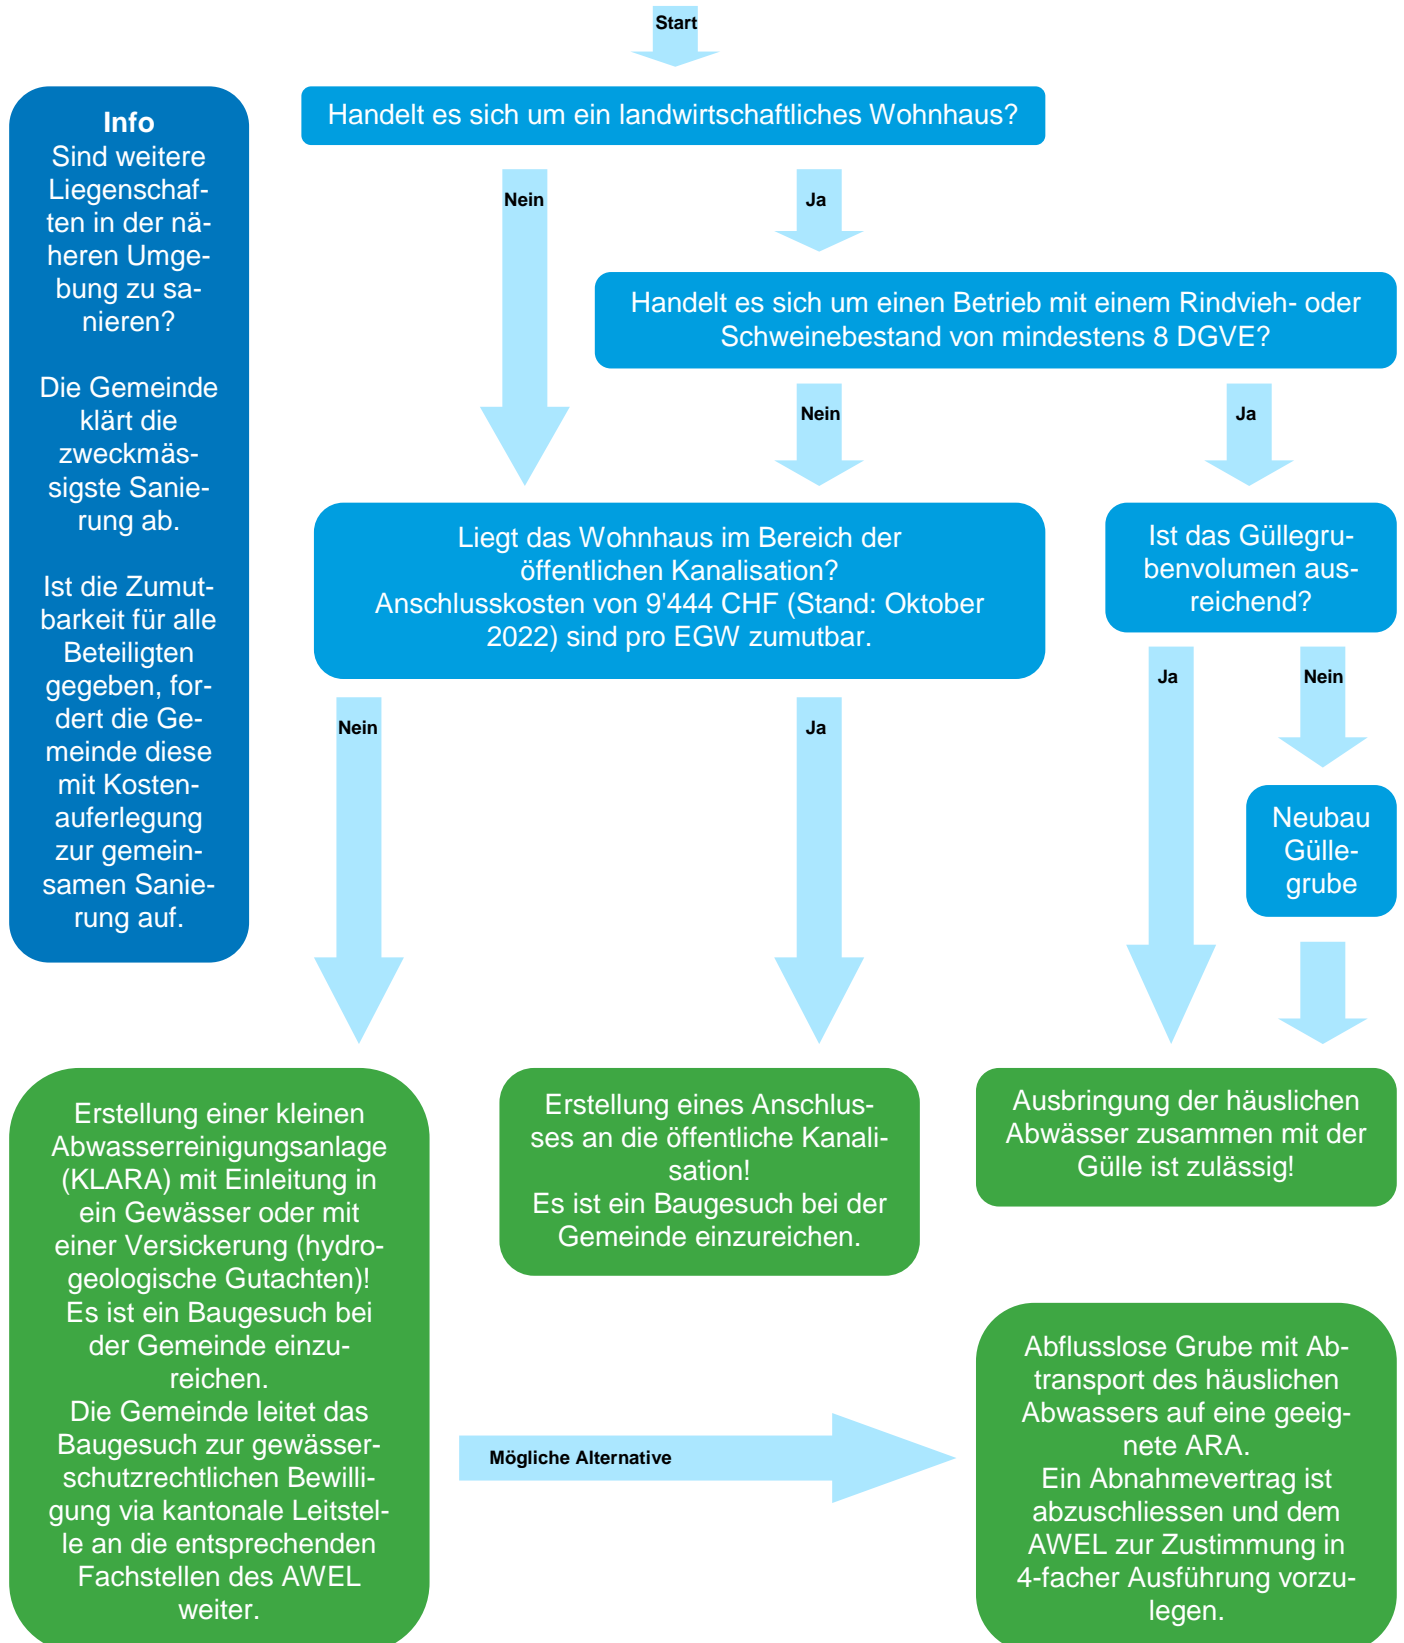 Start
Info
Sind weitere
Liegenschaf-
ten in der nä-
heren Umge-
bung zu sa-
nieren?
Die Gemeinde
klärt die
zweckmäs-
sigste Sanie-
rung ab.
Ist die Zumut-
barkeit für alle
Beteiligten
gegeben, for-
dert die Ge-
meinde diese
mit Kosten-
auferlegung
zur gemein-
samen Sanie-
rung auf.
Handelt es sich um ein landwirtschaftliches Wohnhaus?
Nein
Ja
Handelt es sich um einen Betrieb mit einem Rindvieh- oder
Schweinebestand von mindestens 8 DGVE?
Nein
Ja
Liegt das Wohnhaus im Bereich der
öffentlichen Kanalisation?
Anschlusskosten von 9'444 CHF (Stand: Oktober
2022) sind pro EGW zumutbar.
Ist das Güllegru-
benvolumen aus-
reichend?
Nein
Ja
Ja
Nein
Neubau
Gülle-
grube
Erstellung einer kleinen
Abwasserreinigungsanlage
(KLARA) mit Einleitung in
ein Gewässer oder mit
einer Versickerung (hydro-
geologische Gutachten)!
Es ist ein Baugesuch bei
der Gemeinde einzu-
reichen.
Die Gemeinde leitet das
Baugesuch zur gewässer-
schutzrechtlichen Bewilli-
gung via kantonale Leitstel-
le an die entsprechenden
Fachstellen des AWEL
weiter.
Erstellung eines Anschlus-
ses an die öffentliche Kanali-
sation!
Es ist ein Baugesuch bei der
Gemeinde einzureichen.
Ausbringung der häuslichen
Abwässer zusammen mit der
Gülle ist zulässig!
Mögliche Alternative
Abflusslose Grube mit Ab-
transport des häuslichen
Abwassers auf eine geeig-
nete ARA.
Ein Abnahmevertrag ist
abzuschliessen und dem
AWEL zur Zustimmung in
4-facher Ausführung vorzu-
legen.